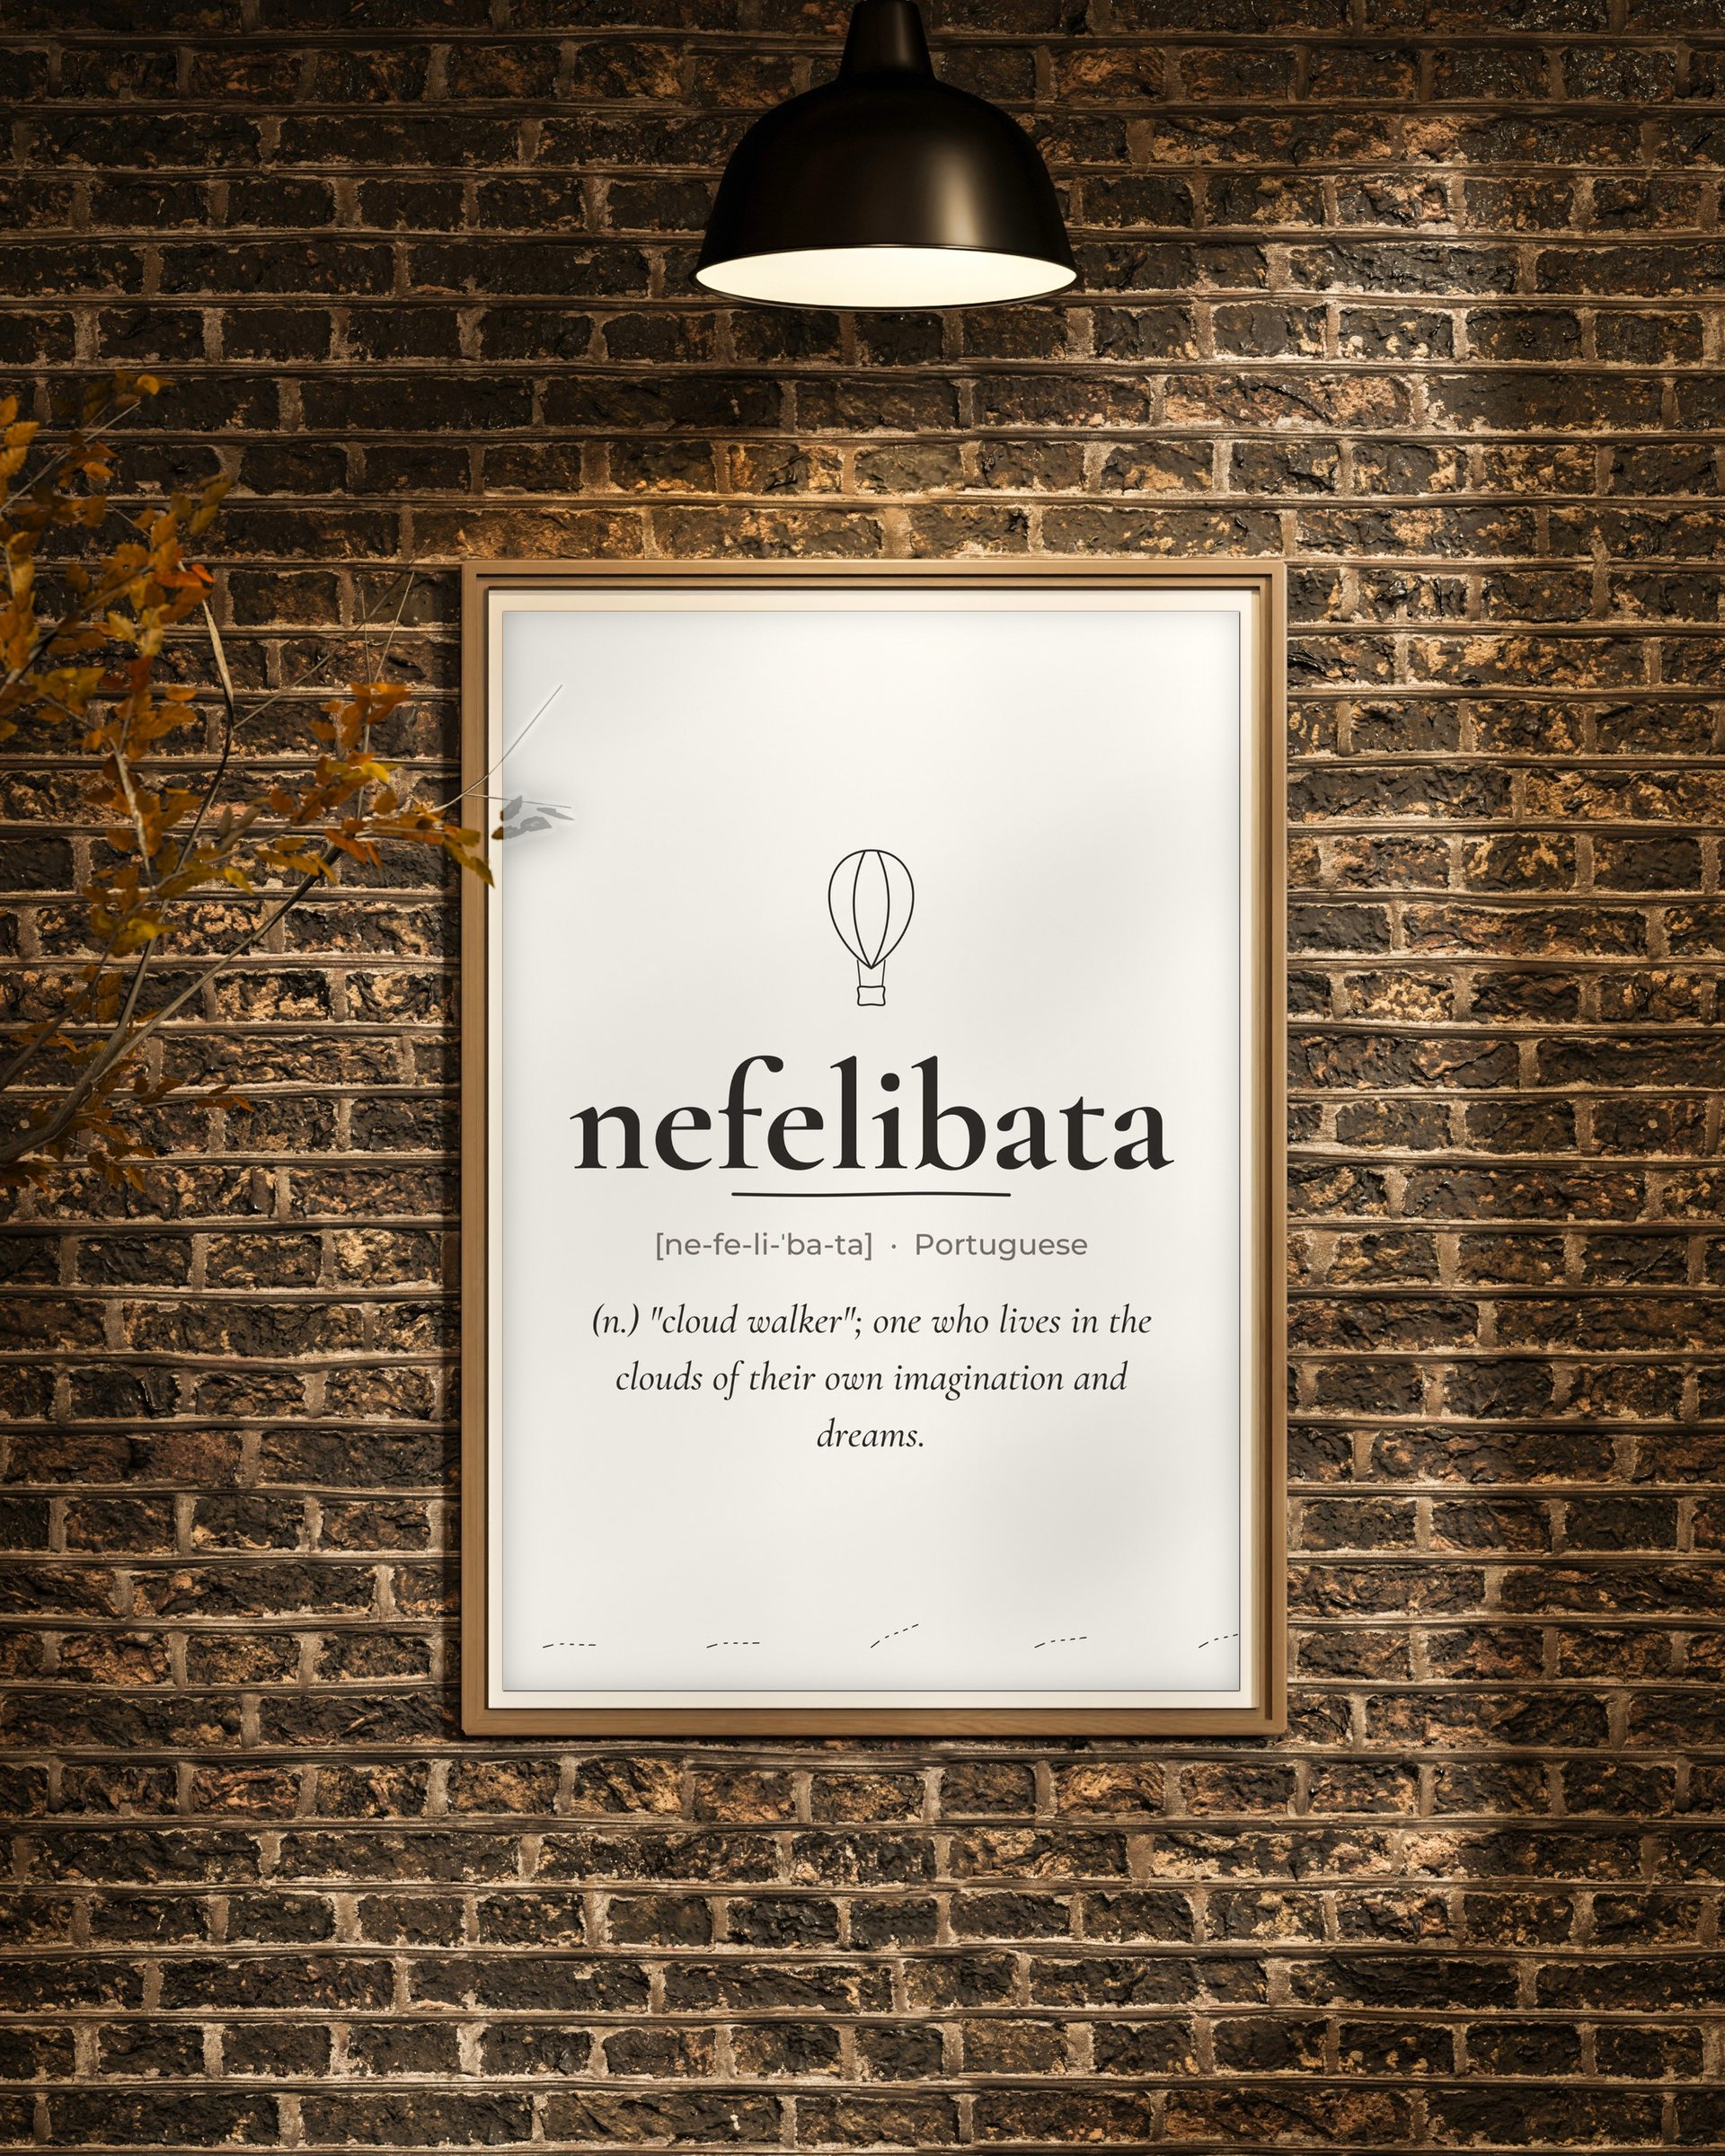 nefelibata
[ne-fe-li-'ba-ta] · Portuguese
(n.) "cloud walker"; one who lives in the
clouds of their own imagination and
dreams.